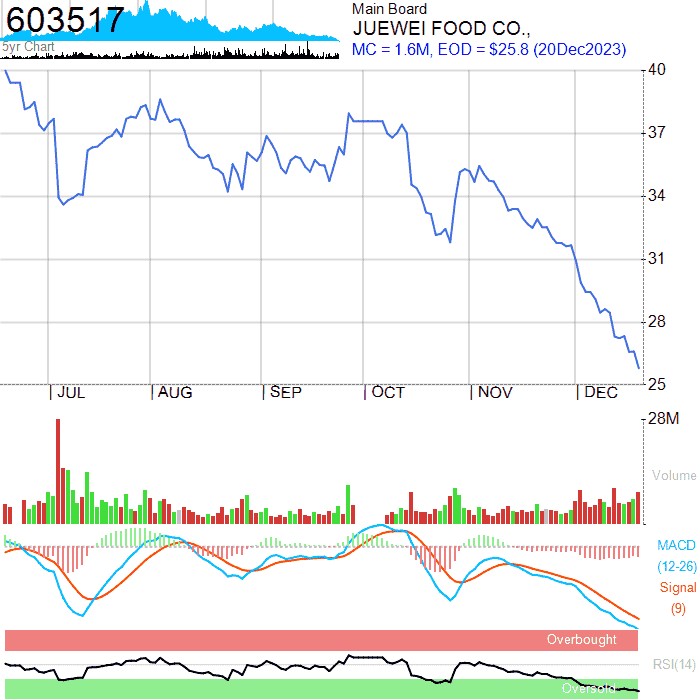 603517
5yr Chart
Main Board
JUEWEI FOOD CO.,
MC = 1.6M, EOD = $25.8 (20Dec2023)
40
37
34
31
28
25
JUL
AUG
SEP
OCT
NOV
DEC
28M
Volume
MACD
(12-26)
Signal
(9)
Overbought
RSI(14)
Oversold